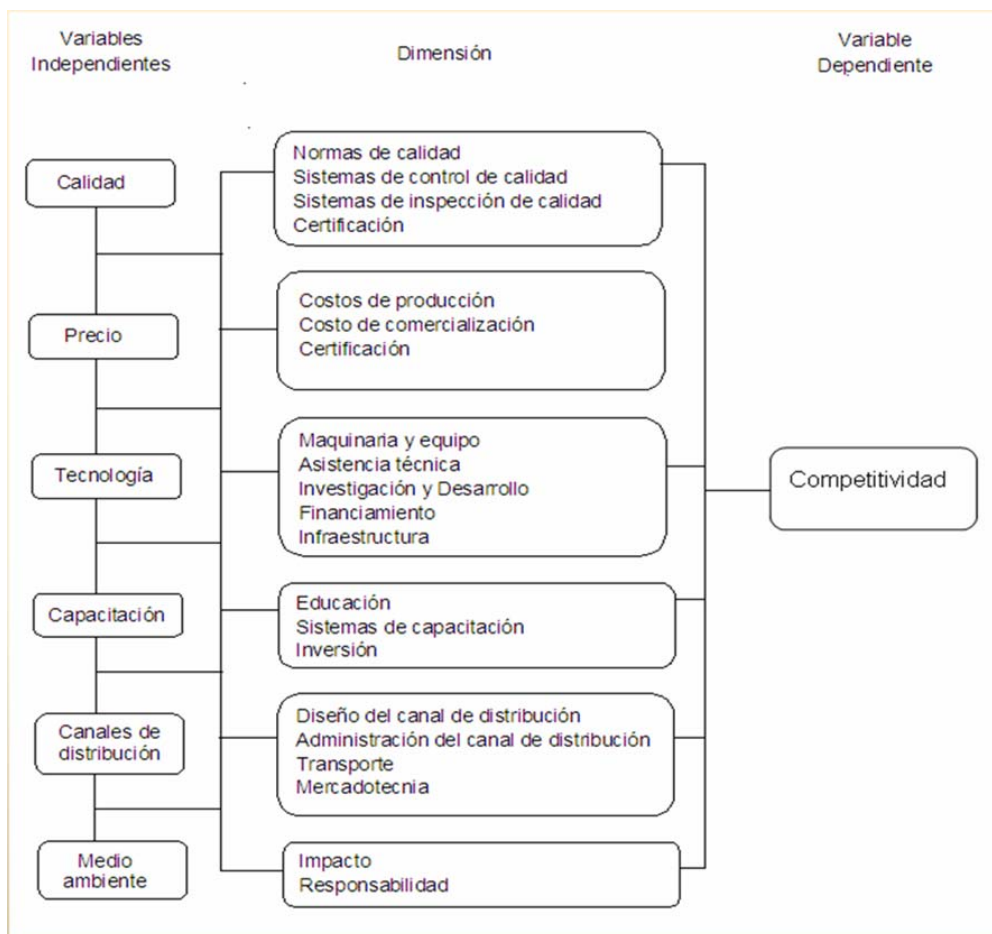 Variables
Independientes
Dimensión
Variable
Dependiente
Calidad
Normas de calidad
Sistemas de control de calidad
Sistemas de inspección de calidad
Certificación
Precio
Costos de producción
Costo de comercialización
Certificación
Tecnología
Maquinaria y equipo
Asistencia técnica
Investigación y Desarrollo
Financiamiento
Infraestructura
Competitividad
Capacitación
Educación
Sistemas de capacitación
Inversión
Canales de
distribución
Diseño del canal de distribución
Administración del canal de distribución
Transporte
Mercadotecnia
Medio
ambiente
Impacto
Responsabilidad